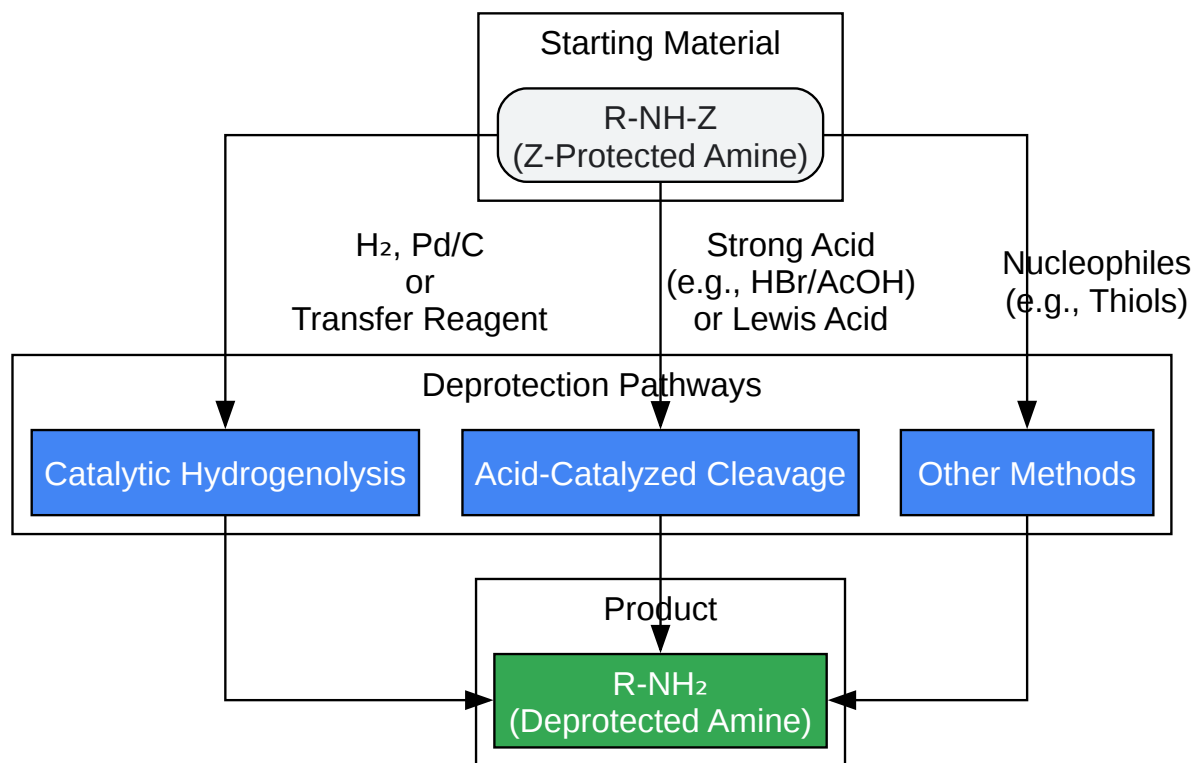 Starting Material
R-NH-Z
(Z-Protected Amine)
H₂, Pd/C
or
Transfer Reagent
Strong Acid
(e.g., HBr/AcOH)
or Lewis Acid
Nucleophiles
(e.g., Thiols)
Deprotection Pathways
Catalytic Hydrogenolysis
Acid-Catalyzed Cleavage
Other Methods
Product
R-NH₂
(Deprotected Amine)